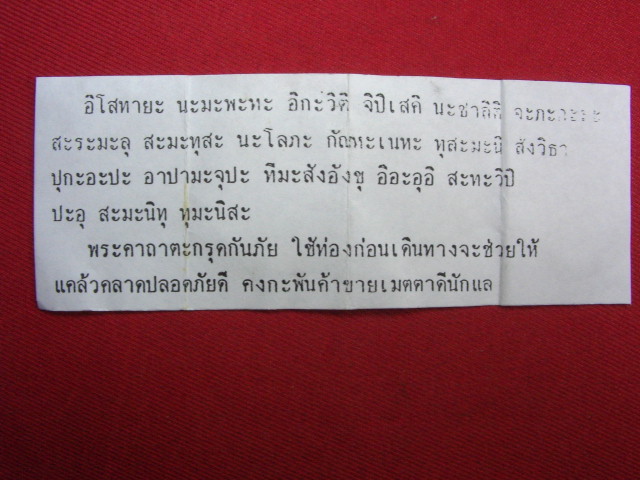 อิโสทายะ นะมะพะทะ อิกะวิติ จิปิเสคิ นะชาลิติ
สะระมะลุ สะมะทุสะ นะโลภะ กัณหะเนหะ ทุสะมะนิ สังวิธา
ปุกะอะปะ อาปามะจุปะ ทีมะสังอังขุ อิอะอุอิ สะทะวิปิ
ปะอุ สะมะนิทุ ทุมะนิสะ
พระคาถาตะกรุดกันภัย ใช้ท่องก่อนเดินทางจะช่วยให้
แคล้วคลาดปลอดภัยดี คงกะพันค้าขายเมตตาดีนักแล